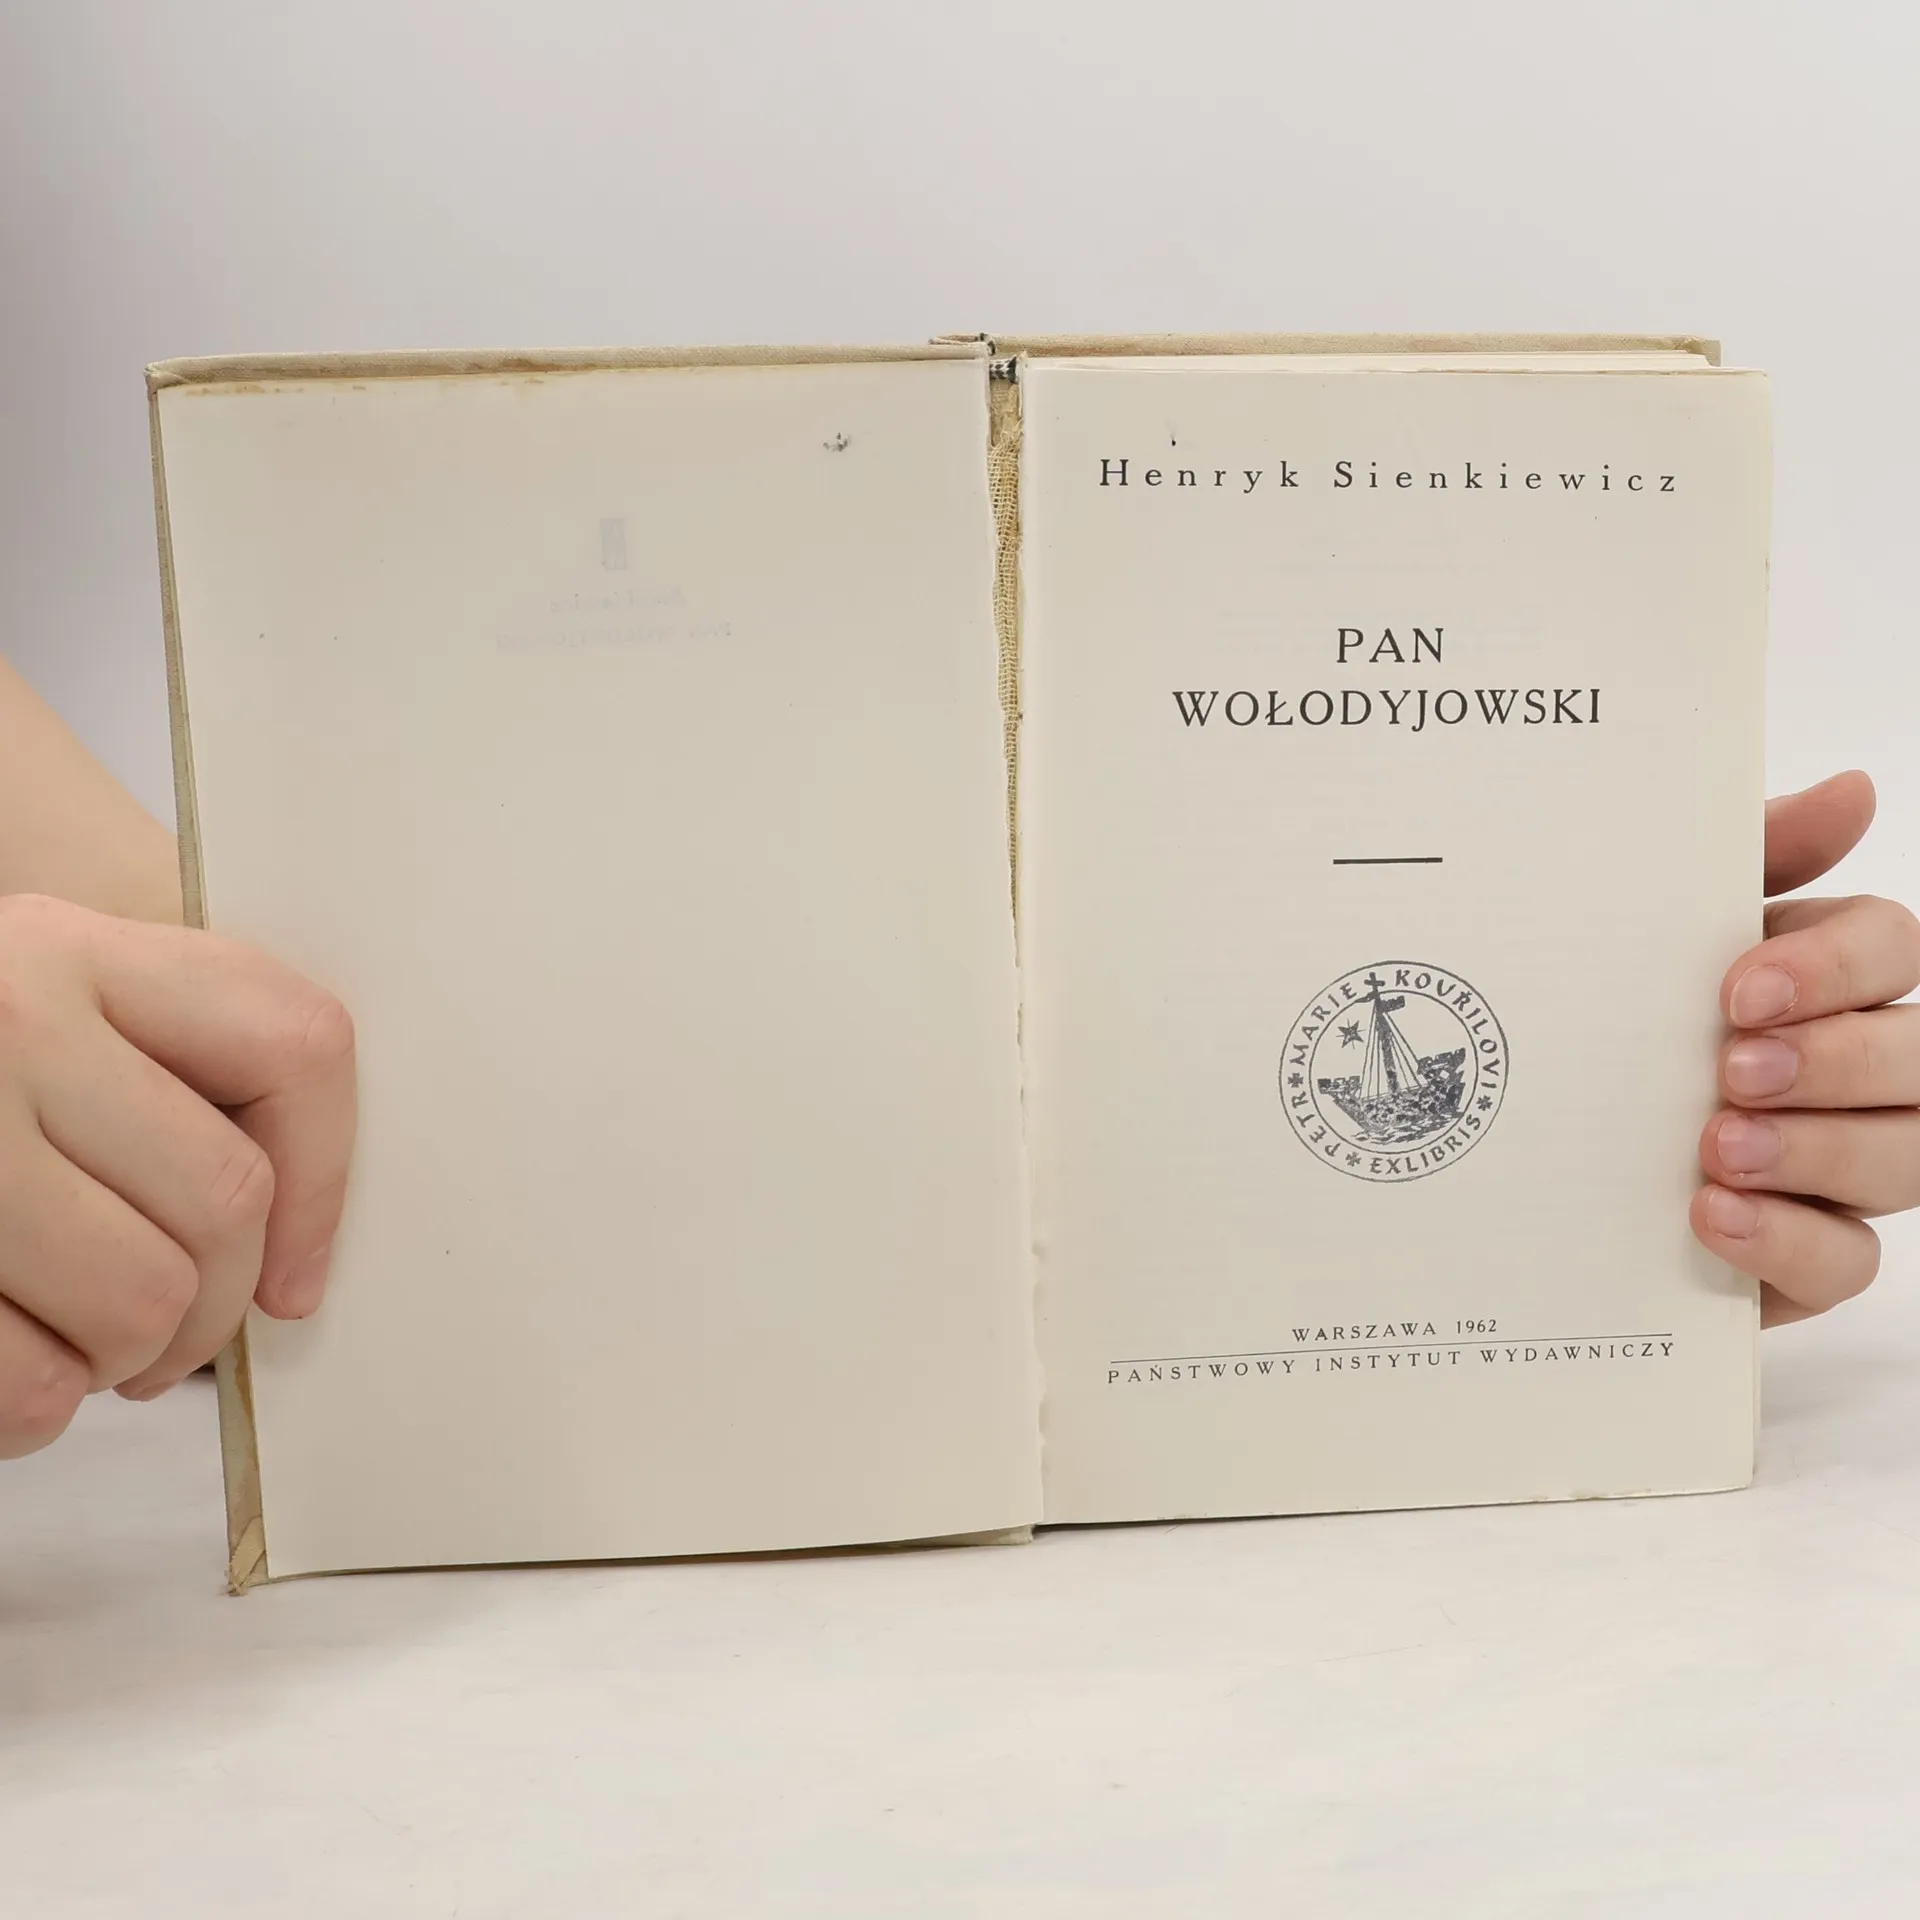 Henryk Sienkiewicz
PAN
WOŁODYJOWSKI
PETR ✠ MARIE KOUŘILOVI ✠ EXLIBRIS ✠
WARSZAWA 1962
PAŃSTWOWY INSTYTUT WYDAWNICZY